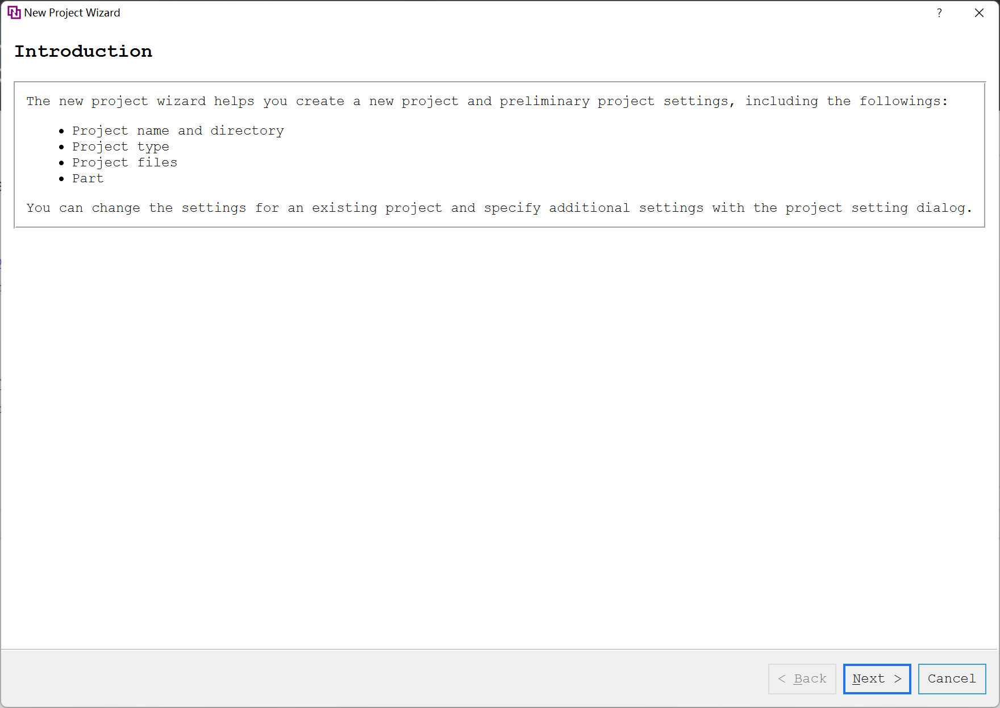 New Project Wizard
?
Introduction
The new project wizard helps you create a new project and preliminary project settings, including the followings:
• Project name and directory
• Project type
• Project files
• Part
You can change the settings for an existing project and specify additional settings with the project setting dialog.
< Back
Next >
Cancel